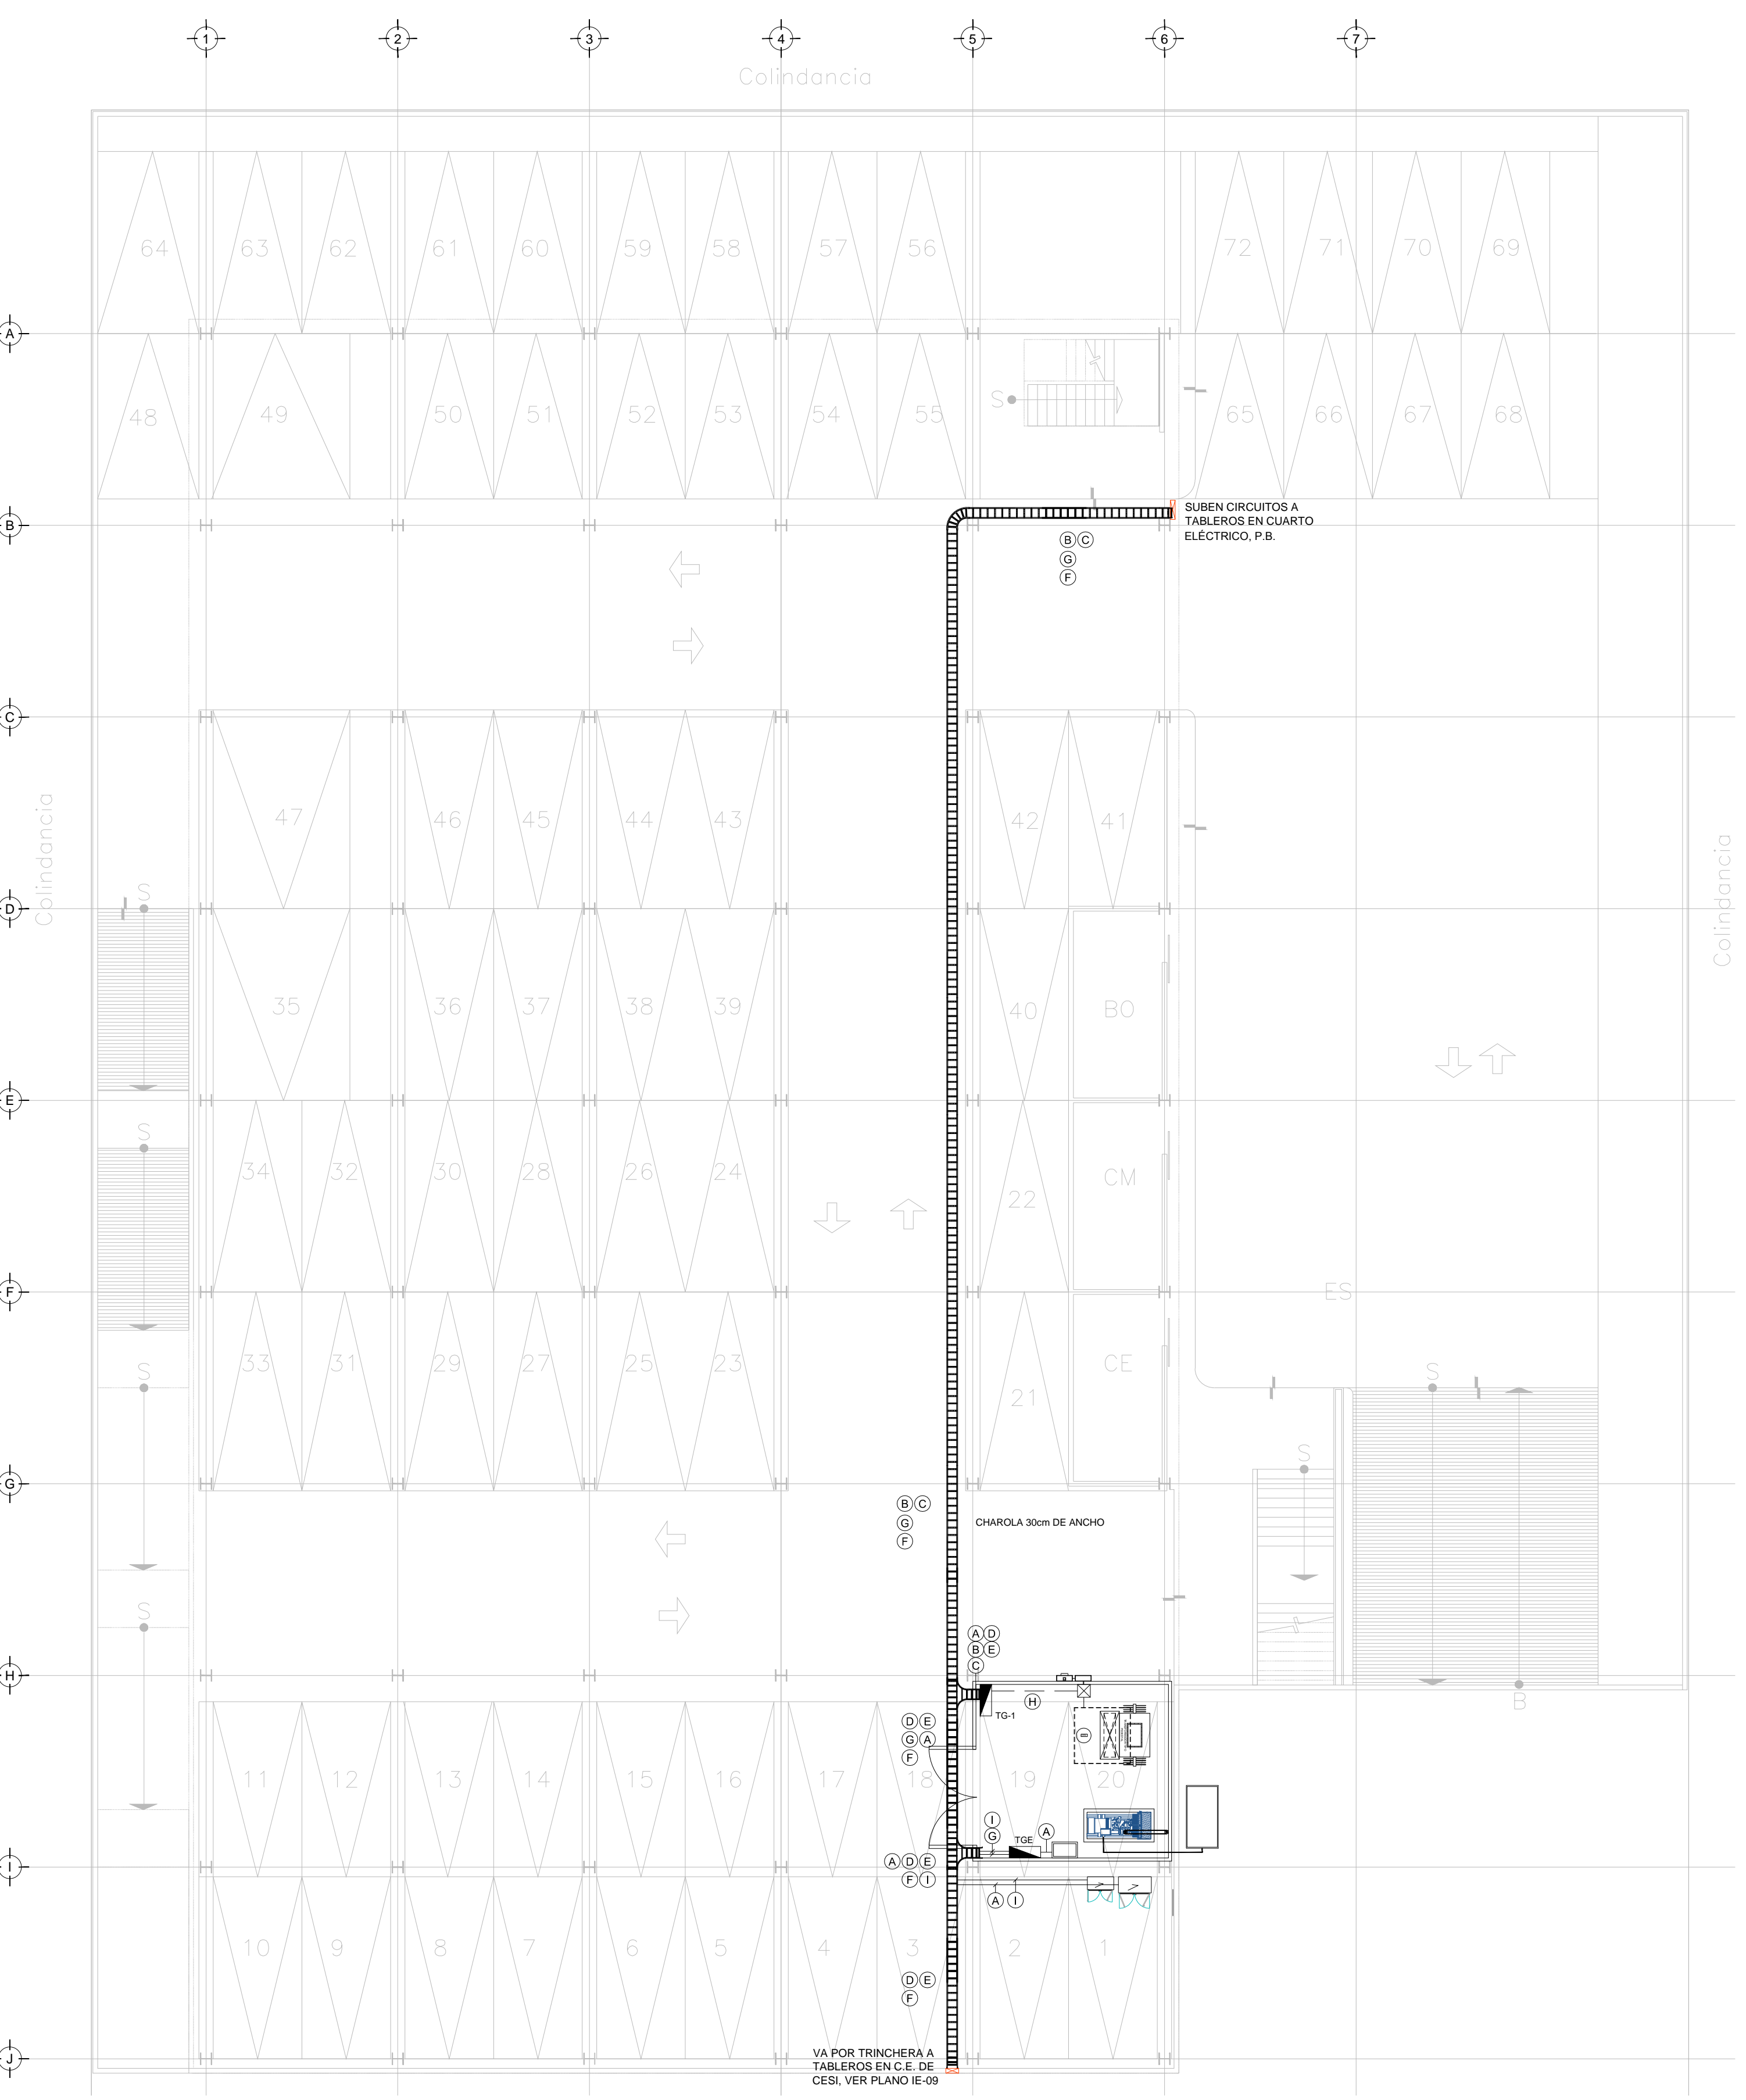 1 2 3 4 5 6 7
Colindancia
64 63 62 61 60 59 58 57 56 72 71 70 69
A
48 49 50 51 52 53 54 55 S 65 66 67 68
B
SUBEN CIRCUITOS A
TABLEROS EN CUARTO
ELÉCTRICO, P.B.
B C
G
F
C
47 46 45 44 43 42 41
Colindancia
Colindancia
S
D
35 36 37 38 39 40 BO
E
S
34 32 30 28 26 24 22 CM
F
ES
33 31 29 27 25 23 21 CE
S
S
S
G
B C
G
F
CHAROLA 30cm DE ANCHO
S
A D
B E
C
H
H
TG-1
B
D E
G A
F
11 12 13 14 15 16 17 18 19 20
I
G
TGE
A
I
A D E
F I
A I
10 9 8 7 6 5 4 3 2 1
D E
F
VA POR TRINCHERA A
TABLEROS EN C.E. DE
CESI, VER PLANO IE-09
J